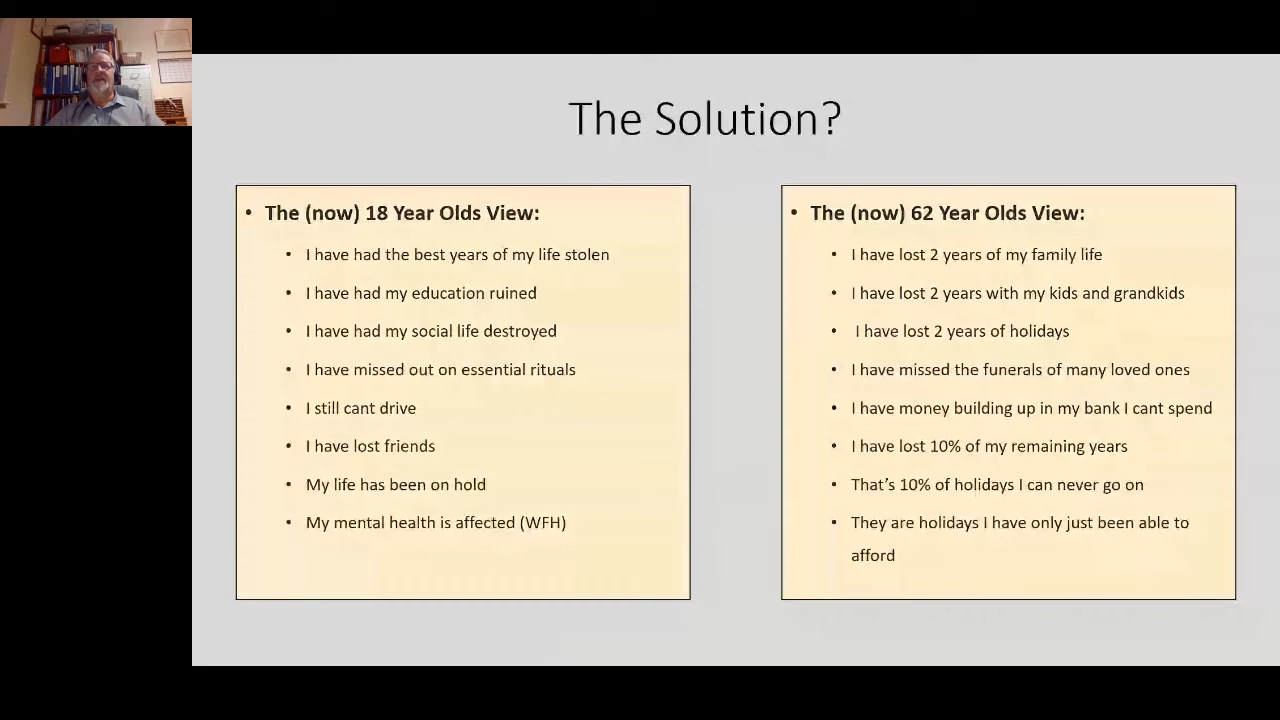 The Solution?
• The (now) 18 Year Olds View:
• I have had the best years of my life stolen
• I have had my education ruined
• I have had my social life destroyed
• I have missed out on essential rituals
• I still cant drive
• I have lost friends
• My life has been on hold
• My mental health is affected (WFH)
• The (now) 62 Year Olds View:
• I have lost 2 years of my family life
• I have lost 2 years with my kids and grandkids
• I have lost 2 years of holidays
• I have missed the funerals of many loved ones
• I have money building up in my bank I cant spend
• I have lost 10% of my remaining years
• That’s 10% of holidays I can never go on
• They are holidays I have only just been able to
afford